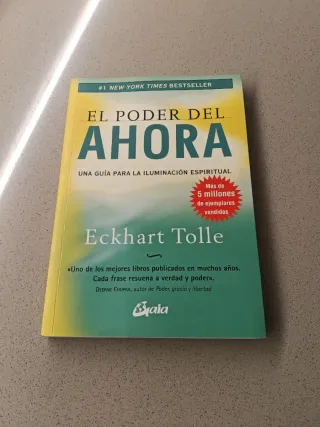 #1 NEW YORK TIMES BESTSELLER
EL PODER DEL
AHORA
UNA GUÍA PARA LA ILUMINACIÓN ESPIRITUAL
Más de
5 millones
de ejemplares
vendidos
Eckhart Tolle
«Uno de los mejores libros publicados en muchos años.
Cada frase resuena a verdad y poder».
DEEPAK CHOPRA, autor de Poder, gracia y libertad
Gaia